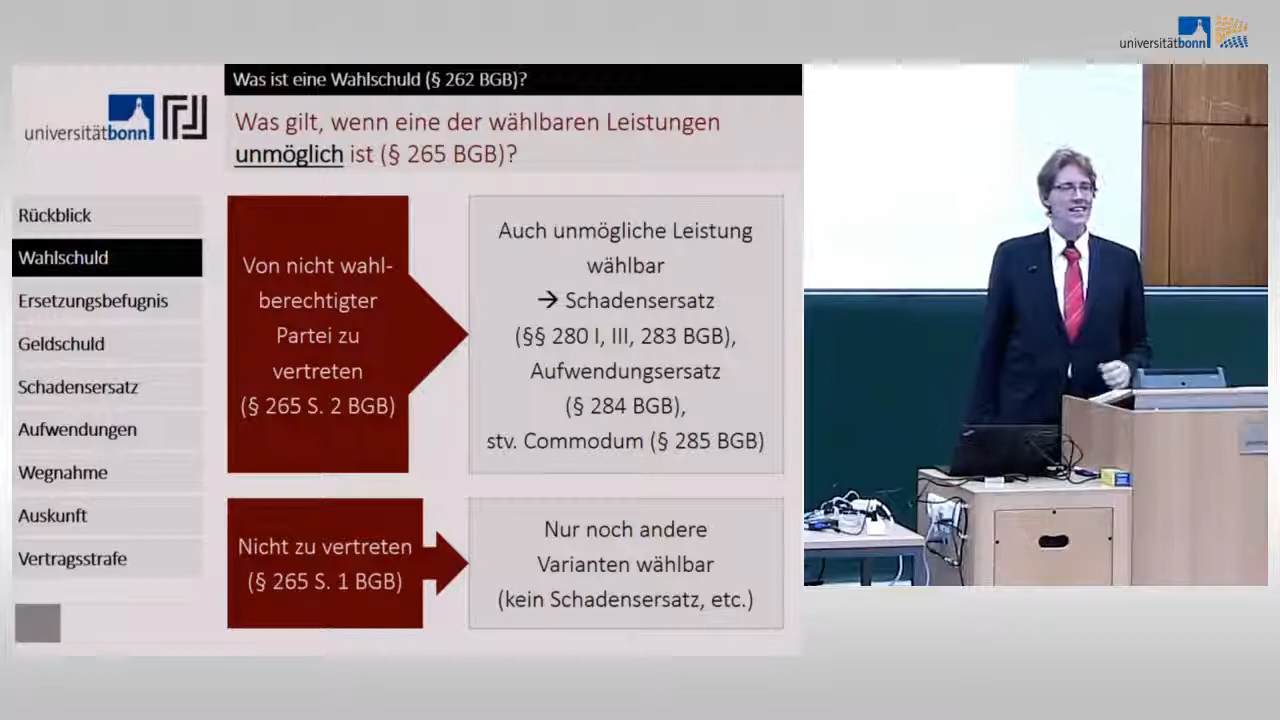 universitätbonn
Was ist eine Wahlschuld (§ 262 BGB)?
universitätbonn
Was gilt, wenn eine der wählbaren Leistungen
unmöglich ist (§ 265 BGB)?
Rückblick
Wahlschuld
Ersetzungsbefugnis
Geldschuld
Schadensersatz
Aufwendungen
Wegnahme
Auskunft
Vertragsstrafe
Von nicht wahl-
berechtigter
Partei zu
vertreten
(§ 265 S. 2 BGB)
Auch unmögliche Leistung
wählbar
→ Schadensersatz
(§§ 280 I, III, 283 BGB),
Aufwendungsersatz
(§ 284 BGB),
stv. Commodum (§ 285 BGB)
Nicht zu vertreten
(§ 265 S. 1 BGB)
Nur noch andere
Varianten wählbar
(kein Schadensersatz, etc.)